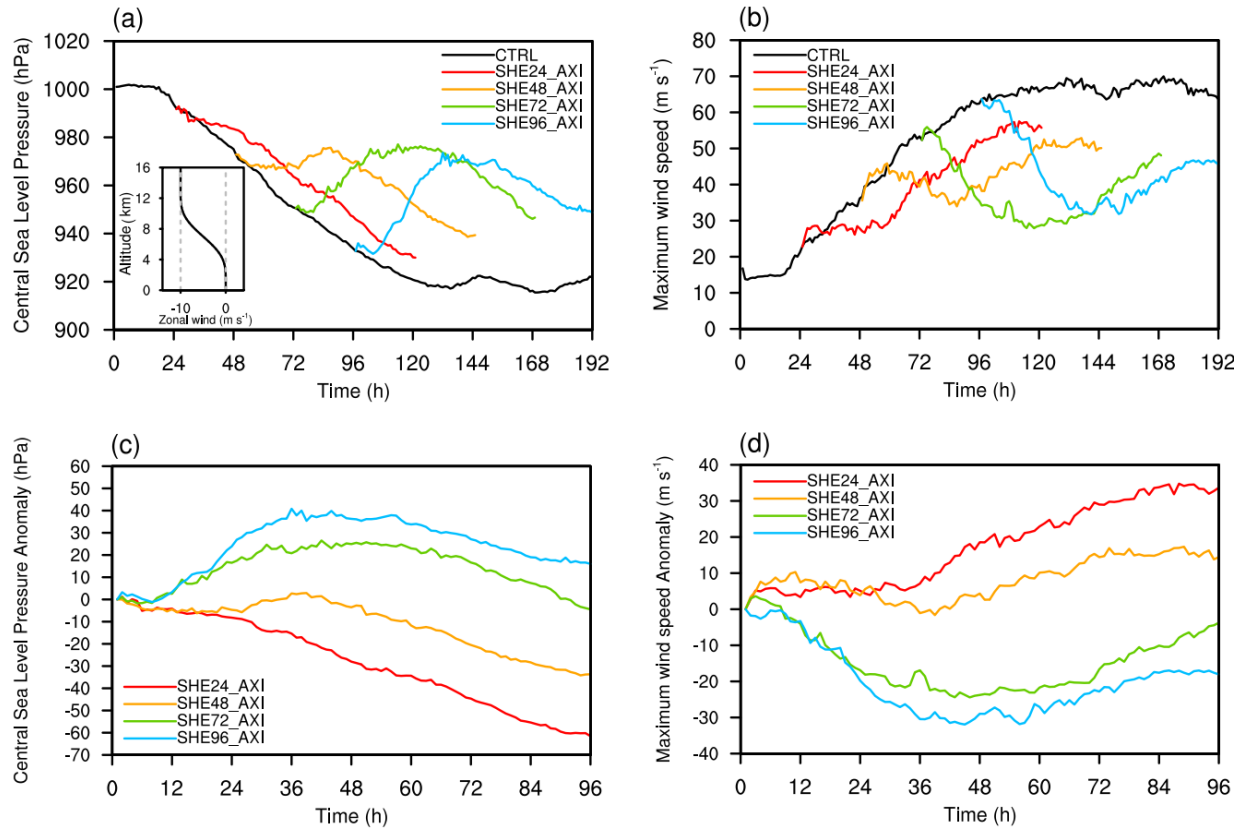 (a)
Central Sea Level Pressure (hPa)
1020
1000
980
960
940
920
900
CTRL
SHE24_AXI
SHE48_AXI
SHE72_AXI
SHE96_AXI
Altitude (km)
16
12
8
4
0
-10 0
Zonal wind (m s⁻¹)
0 24 48 72 96 120 144 168 192
Time (h)
(b)
Maximum wind speed (m s⁻¹)
80
70
60
50
40
30
20
10
0
CTRL
SHE24_AXI
SHE48_AXI
SHE72_AXI
SHE96_AXI
0 24 48 72 96 120 144 168 192
Time (h)
(c)
Central Sea Level Pressure Anomaly (hPa)
60
50
40
30
20
10
0
-10
-20
-30
-40
-50
-60
-70
SHE24_AXI
SHE48_AXI
SHE72_AXI
SHE96_AXI
0 12 24 36 48 60 72 84 96
Time (h)
(d)
Maximum wind speed Anomaly (m s⁻¹)
40
30
20
10
0
-10
-20
-30
-40
SHE24_AXI
SHE48_AXI
SHE72_AXI
SHE96_AXI
0 12 24 36 48 60 72 84 96
Time (h)